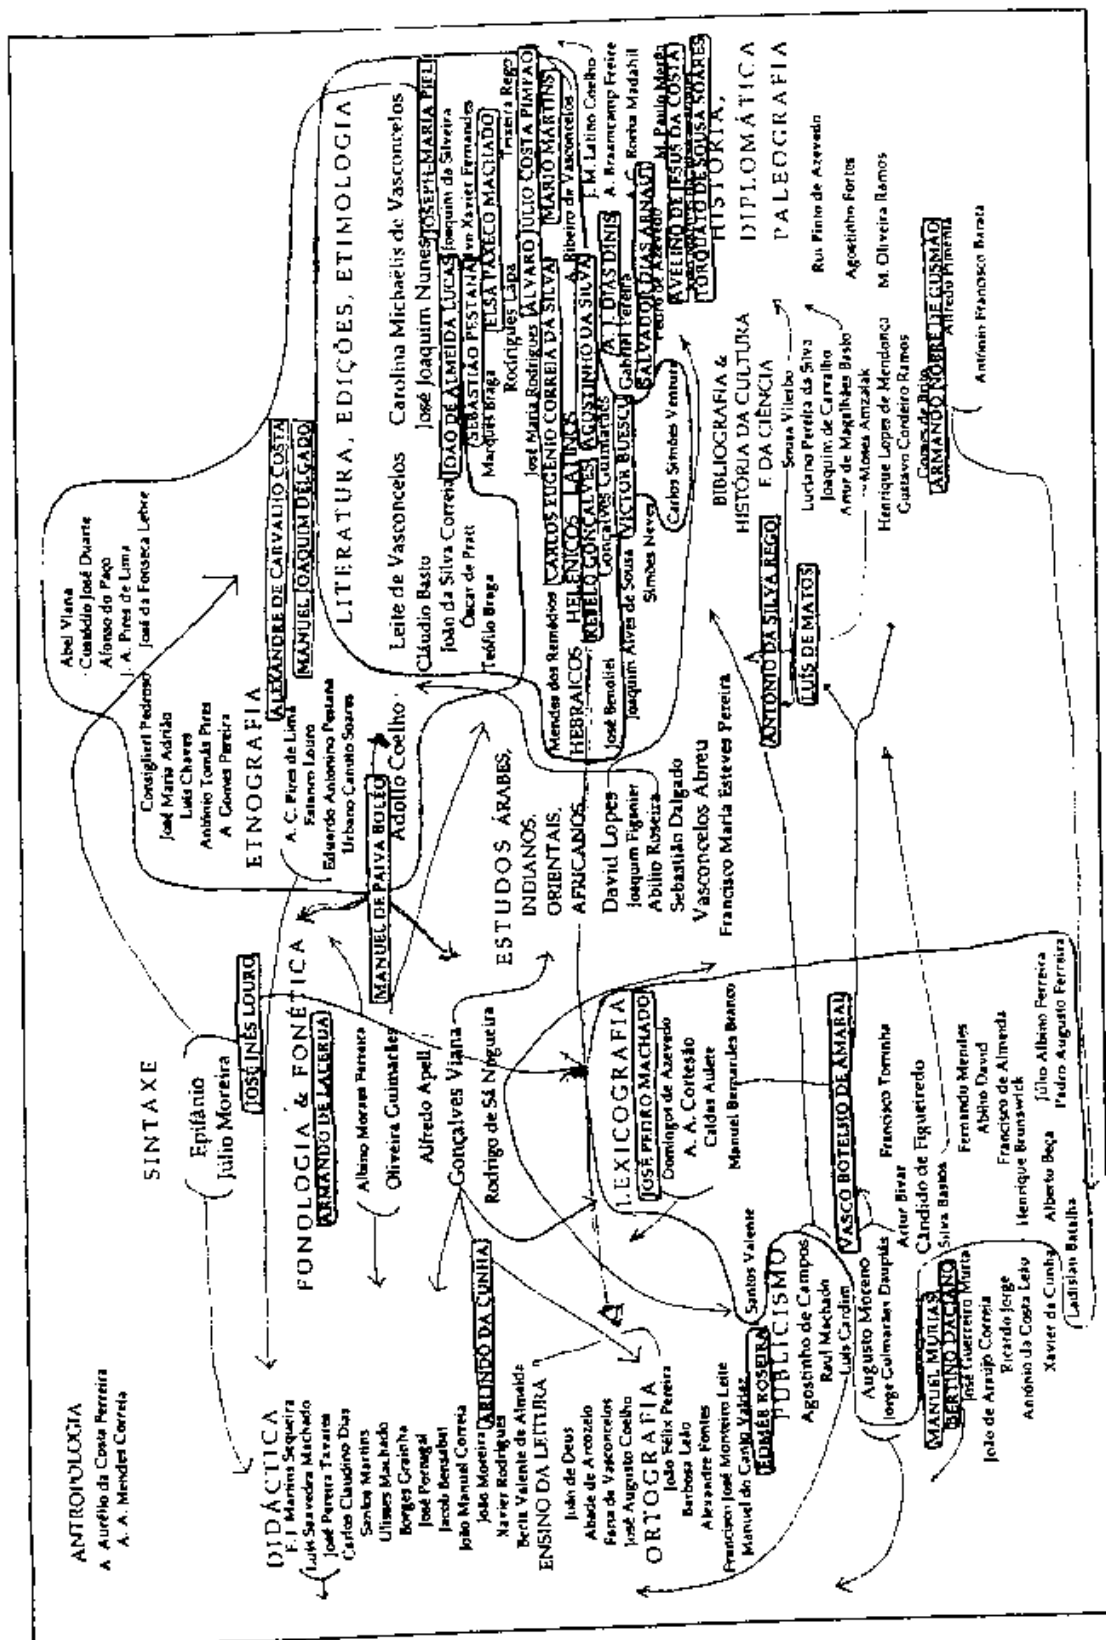 ANTROPOLOGIA
A. Aurélio da Costa Ferreira
A. A. Mendes Correia
SINTAXE
Epifânio
Júlio Moreira
JOSÉ INÊS LOURO
Abel Viana
Custódio José Duarte
Afonso do Paço
J. A. Pires de Lima
José da Fonseca Lebre
Consiglieri Pedroso
José Maria Adrião
Luís Chaves
António Tomás Pires
A. Gomes Pereira
ETNOGRAFIA
ALEXANDRE DE CARVALHO COSTA
A. C. Pires de Lima
MANUEL JOAQUIM DELGADO
Estanco Louro
Eduardo Antonino Pestana
Urbano Canuto Soares
DIDÁCTICA
F. J. Martins Sequeira
Luís Saavedra Machado
José Pereira Tavares
Carlos Claudino Dias
Santos Martins
Ulisses Machado
Borges Grainha
José Portugal
Jacob Bensabat
João Manuel Correia
João Moreira
ARLINDO DA CUNHA
Xavier Rodrigues
Berta Valente de Almeida
FONOLOGIA & FONÉTICA
ARMANDO DE LACERDA
Albino Moraes Ferreira
Oliveira Guimarães
MANUEL DE PAIVA BOLÉO
Adolfo Coelho
Alfredo Apell
Gonçalves Viana
Rodrigo de Sá Nogueira
LITERATURA, EDIÇÕES, ETIMOLOGIA
Leite de Vasconcelos
Carolina Michaëlis de Vasconcelos
Cláudio Basto
José Joaquim Nunes
JOSEPH-MARIA PIEL
João da Silva Correia
JOÃO DE ALMEIDA LUCAS
Joaquim da Silveira
Óscar de Pratt
SEBASTIÃO PESTANA
Ivo Xavier Fernandes
Teófilo Braga
Marques Braga
ELSA PAXECO MACHADO
Rodrigues Lapa
Teixeira Rego
José Maria Rodrigues
ÁLVARO JÚLIO COSTA PIMPÃO
Mendes dos Remédios
CARLOS EUGÉNIO CORREIA DA SILVA
MÁRIO MARTINS
ENSINO DA LEITURA
João de Deus
Abade de Arcozelo
Faria de Vasconcelos
José Augusto Coelho
ESTUDOS ÁRABES,
INDIANOS,
ORIENTAIS,
AFRICANOS,
HEBRAICOS
HELÉNICOS
LATINOS
A. Ribeiro de Vasconcelos
J. M. Latino Coelho
REBELO GONÇALVES
AGOSTINHO DA SILVA
Gonçalves Guimarães
A. J. DIAS DINIS
A. Braamcamp Freire
José Benoliel
Joaquim Alves de Sousa
VICTOR BUESCU
Gabriel Pereira
A. G. Rocha Madahil
Simões Neves
SALVADOR DIAS ARNAUT
Pedro de Azevedo
M. Paulo Merêa
Carlos Simões Ventura
AVELINO DE JESUS DA COSTA
TORQUATO DE SOUSA SOARES
David Lopes
Joaquim Figanier
Abílio Roseira
Sebastião Dalgado
Vasconcelos Abreu
Francisco Maria Esteves Pereira
HISTÓRIA,
DIPLOMÁTICA
PALEOGRAFIA
Rui Pinto de Azevedo
Agostinho Fortes
M. Oliveira Ramos
ORTOGRAFIA
João Félix Pereira
Barbosa Leão
Alexandre Fontes
Francisco José Monteiro Leite
Manuel do Canto Valdez
EDMÉE ROSEIRA
LEXICOGRAFIA
JOSÉ PEDRO MACHADO
Domingos de Azevedo
A. A. Cortesão
Caldas Aulete
Manuel Bernardes Branco
Santos Valente
BIBLIOGRAFIA &
HISTÓRIA DA CULTURA
E DA CIÊNCIA
ANTÓNIO DA SILVA REGO
Sousa Viterbo
LUÍS DE MATOS
Luciano Pereira da Silva
Joaquim de Carvalho
Artur de Magalhães Basto
Moses Amzalak
Henrique Lopes de Mendonça
Gustavo Cordeiro Ramos
Gomes de Brito
ARMANDO NOBRE DE GUSMÃO
Alfredo Pimenta
António Francisco Barata
PUBLICISMO
Agostinho de Campos
Raul Machado
Luís Cardim
VASCO BOTELHO DE AMARAL
Augusto Moreno
Jorge Guimarães Daupiás
Francisco Torrinha
Artur Bivar
Cândido de Figueiredo
Silva Bastos
MANUEL MÚRIAS
BERTINO DACIANO
José Guerreiro Murta
João de Araújo Correia
Ricardo Jorge
António da Costa Leão
Xavier da Cunha
Ladislau Batalha
Fernando Mendes
Abílio David
Francisco de Almeida
Henrique Brunswick
Alberto Beça
Júlio Albino Ferreira
Pedro Augusto Ferreira